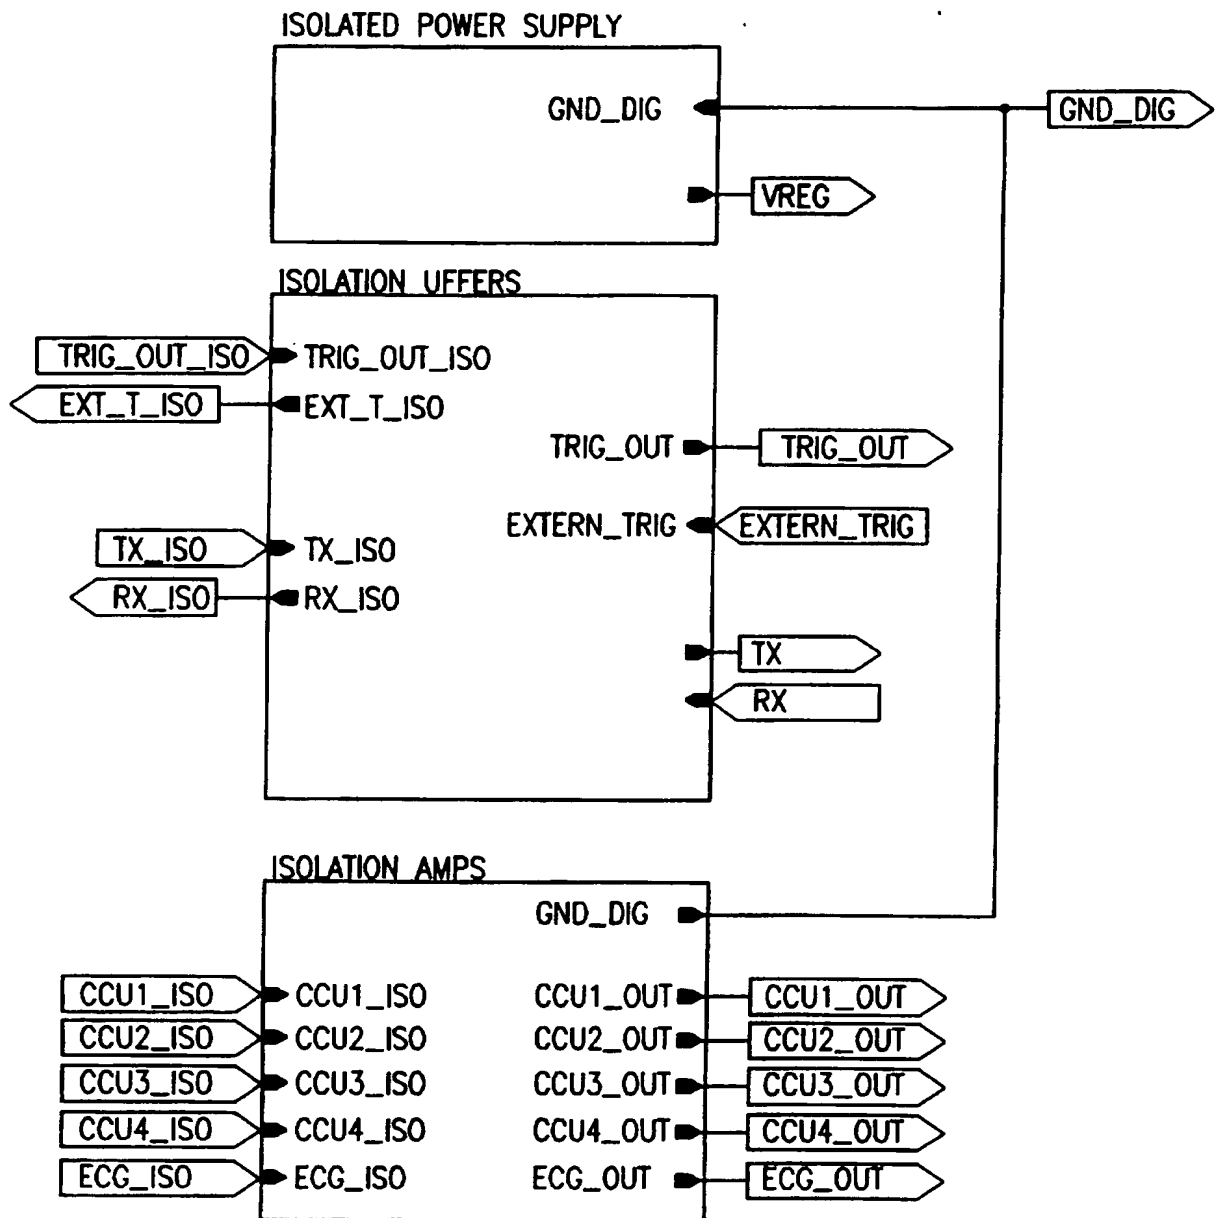 ISOLATED POWER SUPPLY
GND_DIG GND_DIG
VREG
ISOLATION UFFERS
TRIG_OUT_ISO TRIG_OUT_ISO
EXT_T_ISO EXT_T_ISO
TRIG_OUT TRIG_OUT
EXTERN_TRIG EXTERN_TRIG
TX_ISO TX_ISO
RX_ISO RX_ISO
TX
RX
ISOLATION AMPS
GND_DIG
CCU1_ISO CCU1_ISO CCU1_OUT CCU1_OUT
CCU2_ISO CCU2_ISO CCU2_OUT CCU2_OUT
CCU3_ISO CCU3_ISO CCU3_OUT CCU3_OUT
CCU4_ISO CCU4_ISO CCU4_OUT CCU4_OUT
ECG_ISO ECG_ISO ECG_OUT ECG_OUT